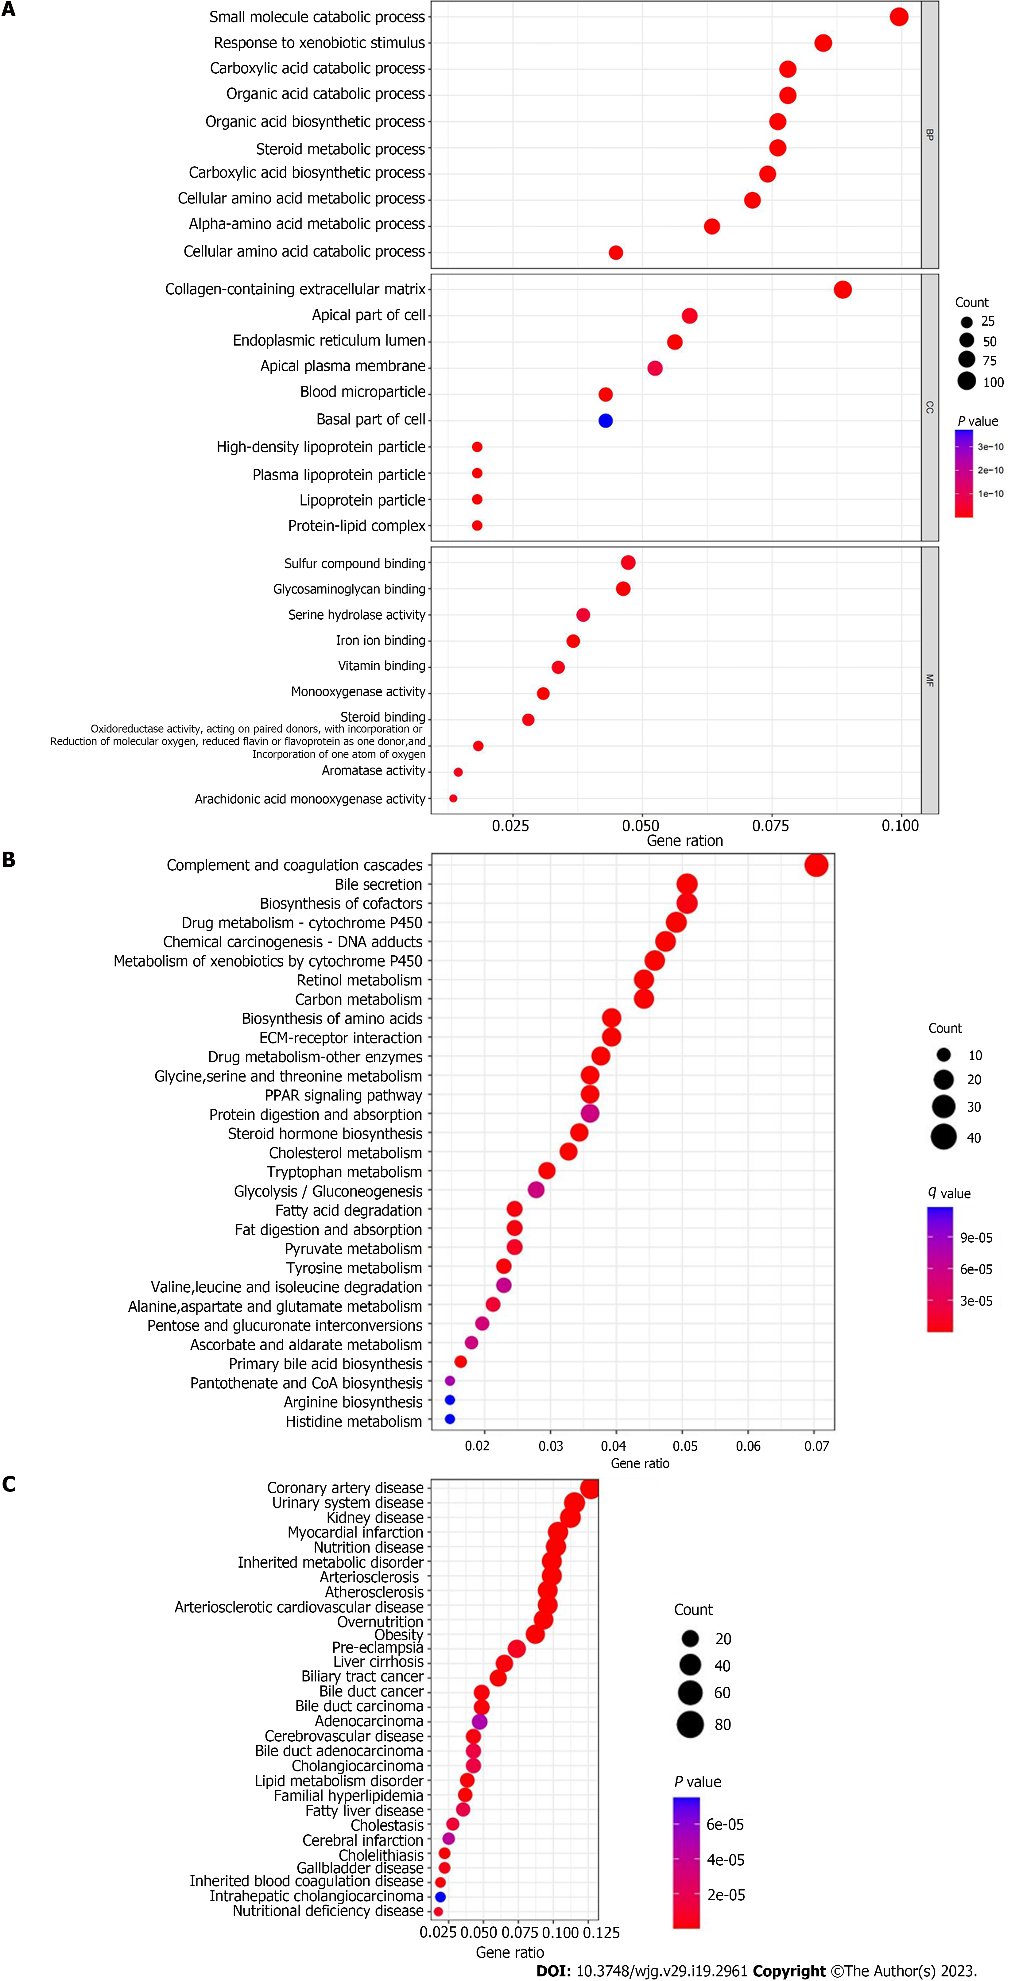 A
Small molecule catabolic process
Response to xenobiotic stimulus
Carboxylic acid catabolic process
Organic acid catabolic process
Organic acid biosynthetic process
Steroid metabolic process
Carboxylic acid biosynthetic process
Cellular amino acid metabolic process
Alpha-amino acid metabolic process
Cellular amino acid catabolic process
BP
Collagen-containing extracellular matrix
Apical part of cell
Endoplasmic reticulum lumen
Apical plasma membrane
Blood microparticle
Basal part of cell
High-density lipoprotein particle
Plasma lipoprotein particle
Lipoprotein particle
Protein-lipid complex
CC
Sulfur compound binding
Glycosaminoglycan binding
Serine hydrolase activity
Iron ion binding
Vitamin binding
Monooxygenase activity
Steroid binding
Oxidoreductase activity, acting on paired donors, with incorporation or
Reduction of molecular oxygen, reduced flavin or flavoprotein as one donor,and
Incorporation of one atom of oxygen
Aromatase activity
Arachidonic acid monooxygenase activity
MF
0.025 0.050 0.075 0.100
Gene ration
Count
25
50
75
100
P value
3e-10
2e-10
1e-10
B
Complement and coagulation cascades
Bile secretion
Biosynthesis of cofactors
Drug metabolism - cytochrome P450
Chemical carcinogenesis - DNA adducts
Metabolism of xenobiotics by cytochrome P450
Retinol metabolism
Carbon metabolism
Biosynthesis of amino acids
ECM-receptor interaction
Drug metabolism-other enzymes
Glycine,serine and threonine metabolism
PPAR signaling pathway
Protein digestion and absorption
Steroid hormone biosynthesis
Cholesterol metabolism
Tryptophan metabolism
Glycolysis / Gluconeogenesis
Fatty acid degradation
Fat digestion and absorption
Pyruvate metabolism
Tyrosine metabolism
Valine,leucine and isoleucine degradation
Alanine,aspartate and glutamate metabolism
Pentose and glucuronate interconversions
Ascorbate and aldarate metabolism
Primary bile acid biosynthesis
Pantothenate and CoA biosynthesis
Arginine biosynthesis
Histidine metabolism
0.02 0.03 0.04 0.05 0.06 0.07
Gene ratio
Count
10
20
30
40
q value
9e-05
6e-05
3e-05
C
Coronary artery disease
Urinary system disease
Kidney disease
Myocardial infarction
Nutrition disease
Inherited metabolic disorder
Arteriosclerosis
Atherosclerosis
Arteriosclerotic cardiovascular disease
Overnutrition
Obesity
Pre-eclampsia
Liver cirrhosis
Biliary tract cancer
Bile duct cancer
Bile duct carcinoma
Adenocarcinoma
Cerebrovascular disease
Bile duct adenocarcinoma
Cholangiocarcinoma
Lipid metabolism disorder
Familial hyperlipidemia
Fatty liver disease
Cholestasis
Cerebral infarction
Cholelithiasis
Gallbladder disease
Inherited blood coagulation disease
Intrahepatic cholangiocarcinoma
Nutritional deficiency disease
0.025 0.050 0.075 0.100 0.125
Gene ratio
Count
20
40
60
80
P value
6e-05
4e-05
2e-05
DOI: 10.3748/wjg.v29.i19.2961 Copyright ©The Author(s) 2023.